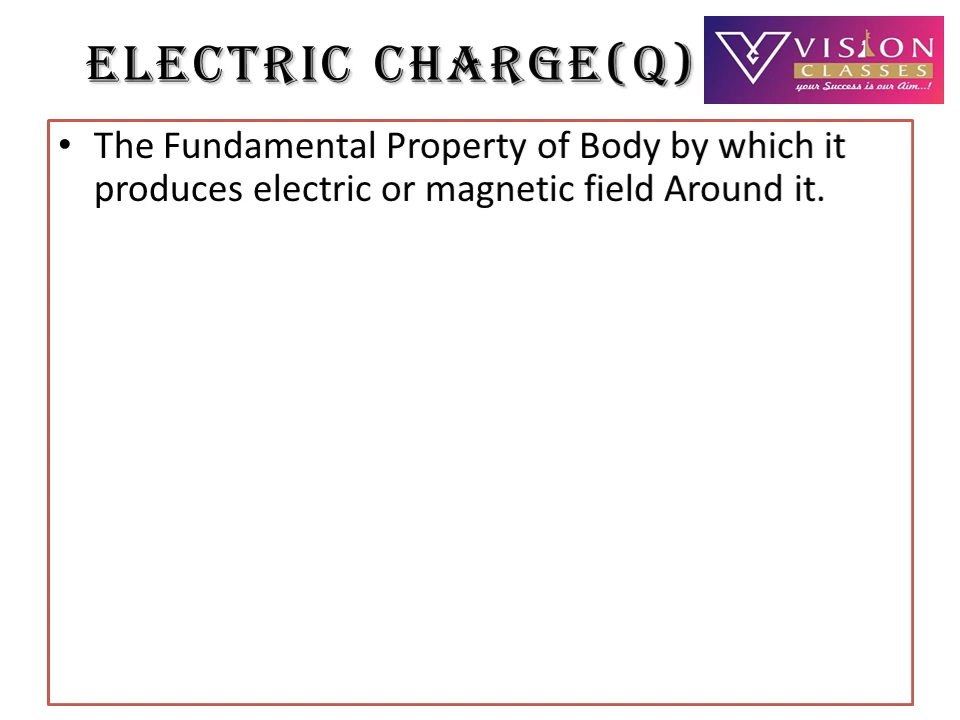 ELECTRIC CHARGE(Q)
VISION
CLASSES
your Success is our Aim...!
• The Fundamental Property of Body by which it
produces electric or magnetic field Around it.